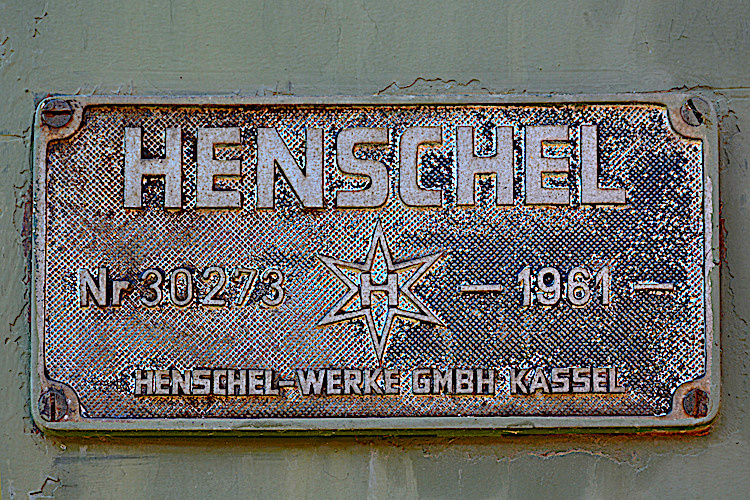 HENSCHEL
Nr 30273 H — 1961 —
HENSCHEL-WERKE GMBH KASSEL